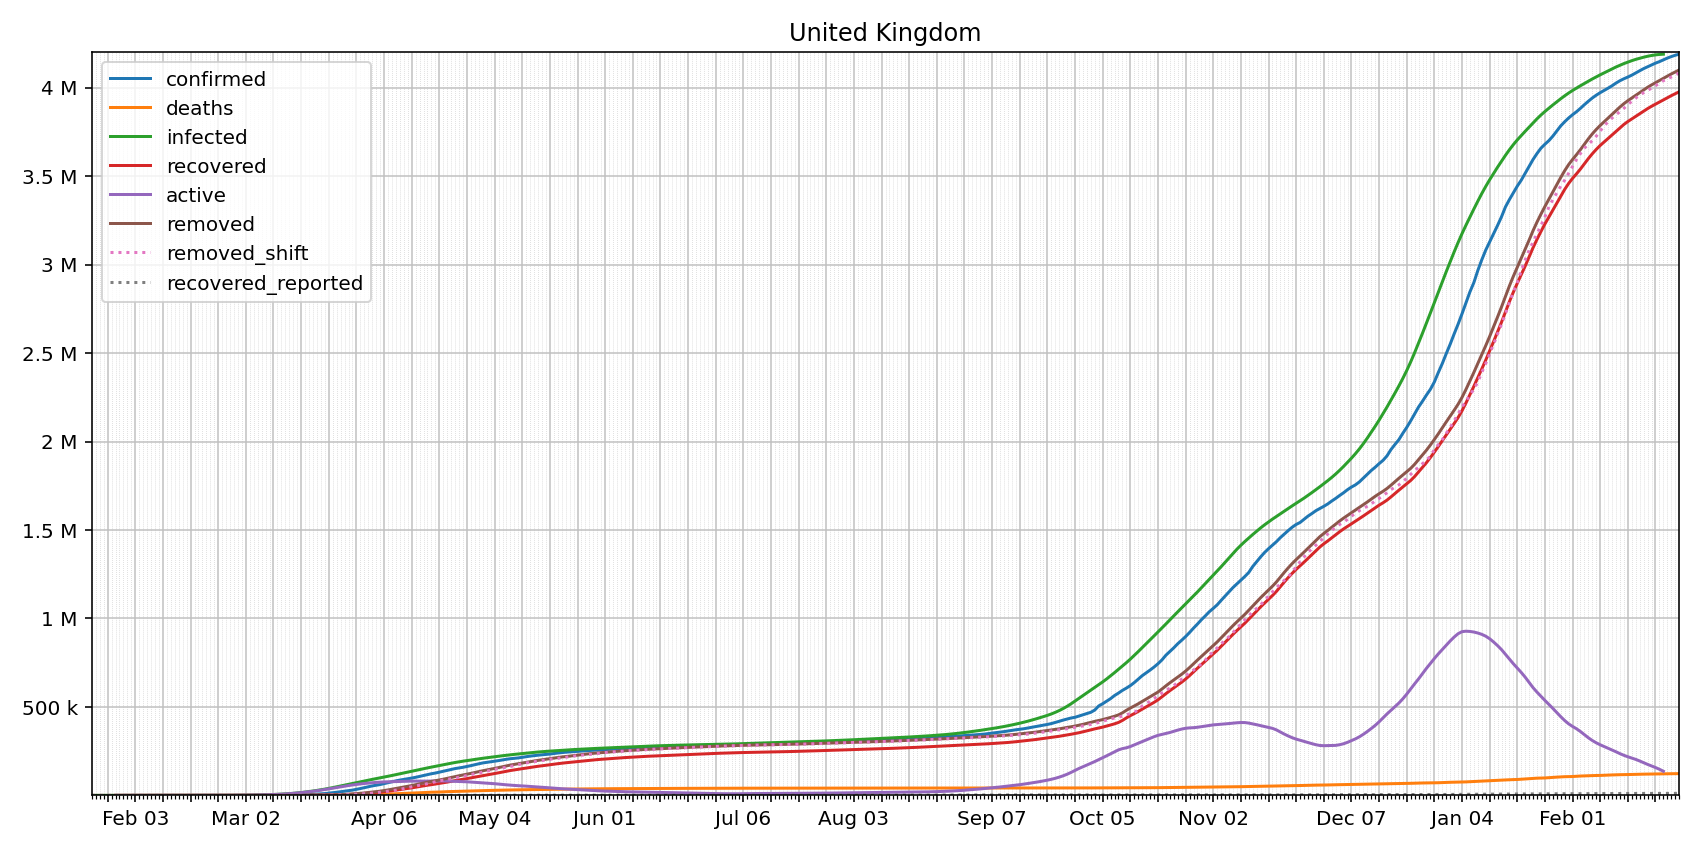 United Kingdom
confirmed
deaths
infected
recovered
active
removed
removed_shift
recovered_reported
4 M
3.5 M
3 M
2.5 M
2 M
1.5 M
1 M
500 k
Feb 03 Mar 02 Apr 06 May 04 Jun 01 Jul 06 Aug 03 Sep 07 Oct 05 Nov 02 Dec 07 Jan 04 Feb 01